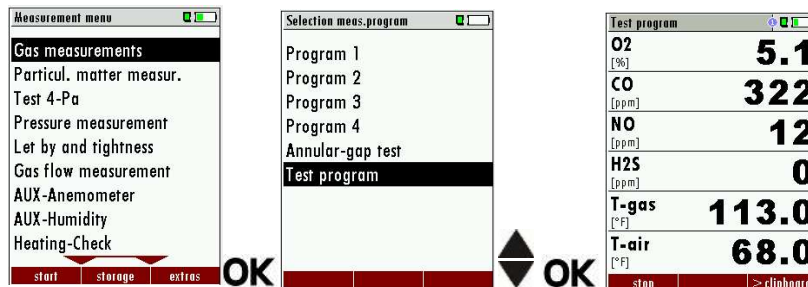 Measurement menu
Gas measurements
Particul. matter measur.
Test 4-Pa
Pressure measurement
Let by and tightness
Gas flow measurement
AUX-Anemometer
AUX-Humidity
Heating-Check
start storage extras
OK
Selection meas.program
Program 1
Program 2
Program 3
Program 4
Annular-gap test
Test program
OK
Test program
O2 5.1
[%]
CO 322
[ppm]
NO 12
[ppm]
H2S 0
[ppm]
T-gas 113.0
[°F]
T-air 68.0
[°F]
stop >clipboar